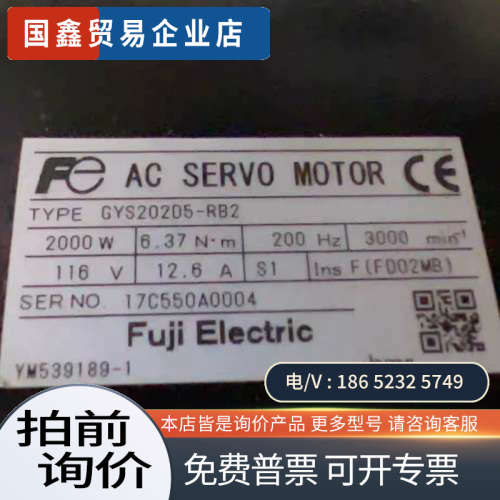 国鑫贸易企业店
Fe AC SERVO MOTOR CE
TYPE GYS202D5-RB2
2000 W 6.37 N·m 200 Hz 3000 min⁻¹
116 V 12.6 A S1 Ins F(FD02MB)
SER NO. 17C550A0004
Fuji Electric
YM539189-1
电/V : 186 5232 5749
拍前
询价
本店皆是询价产品 更多型号 请咨询客服
免费普票 可开专票